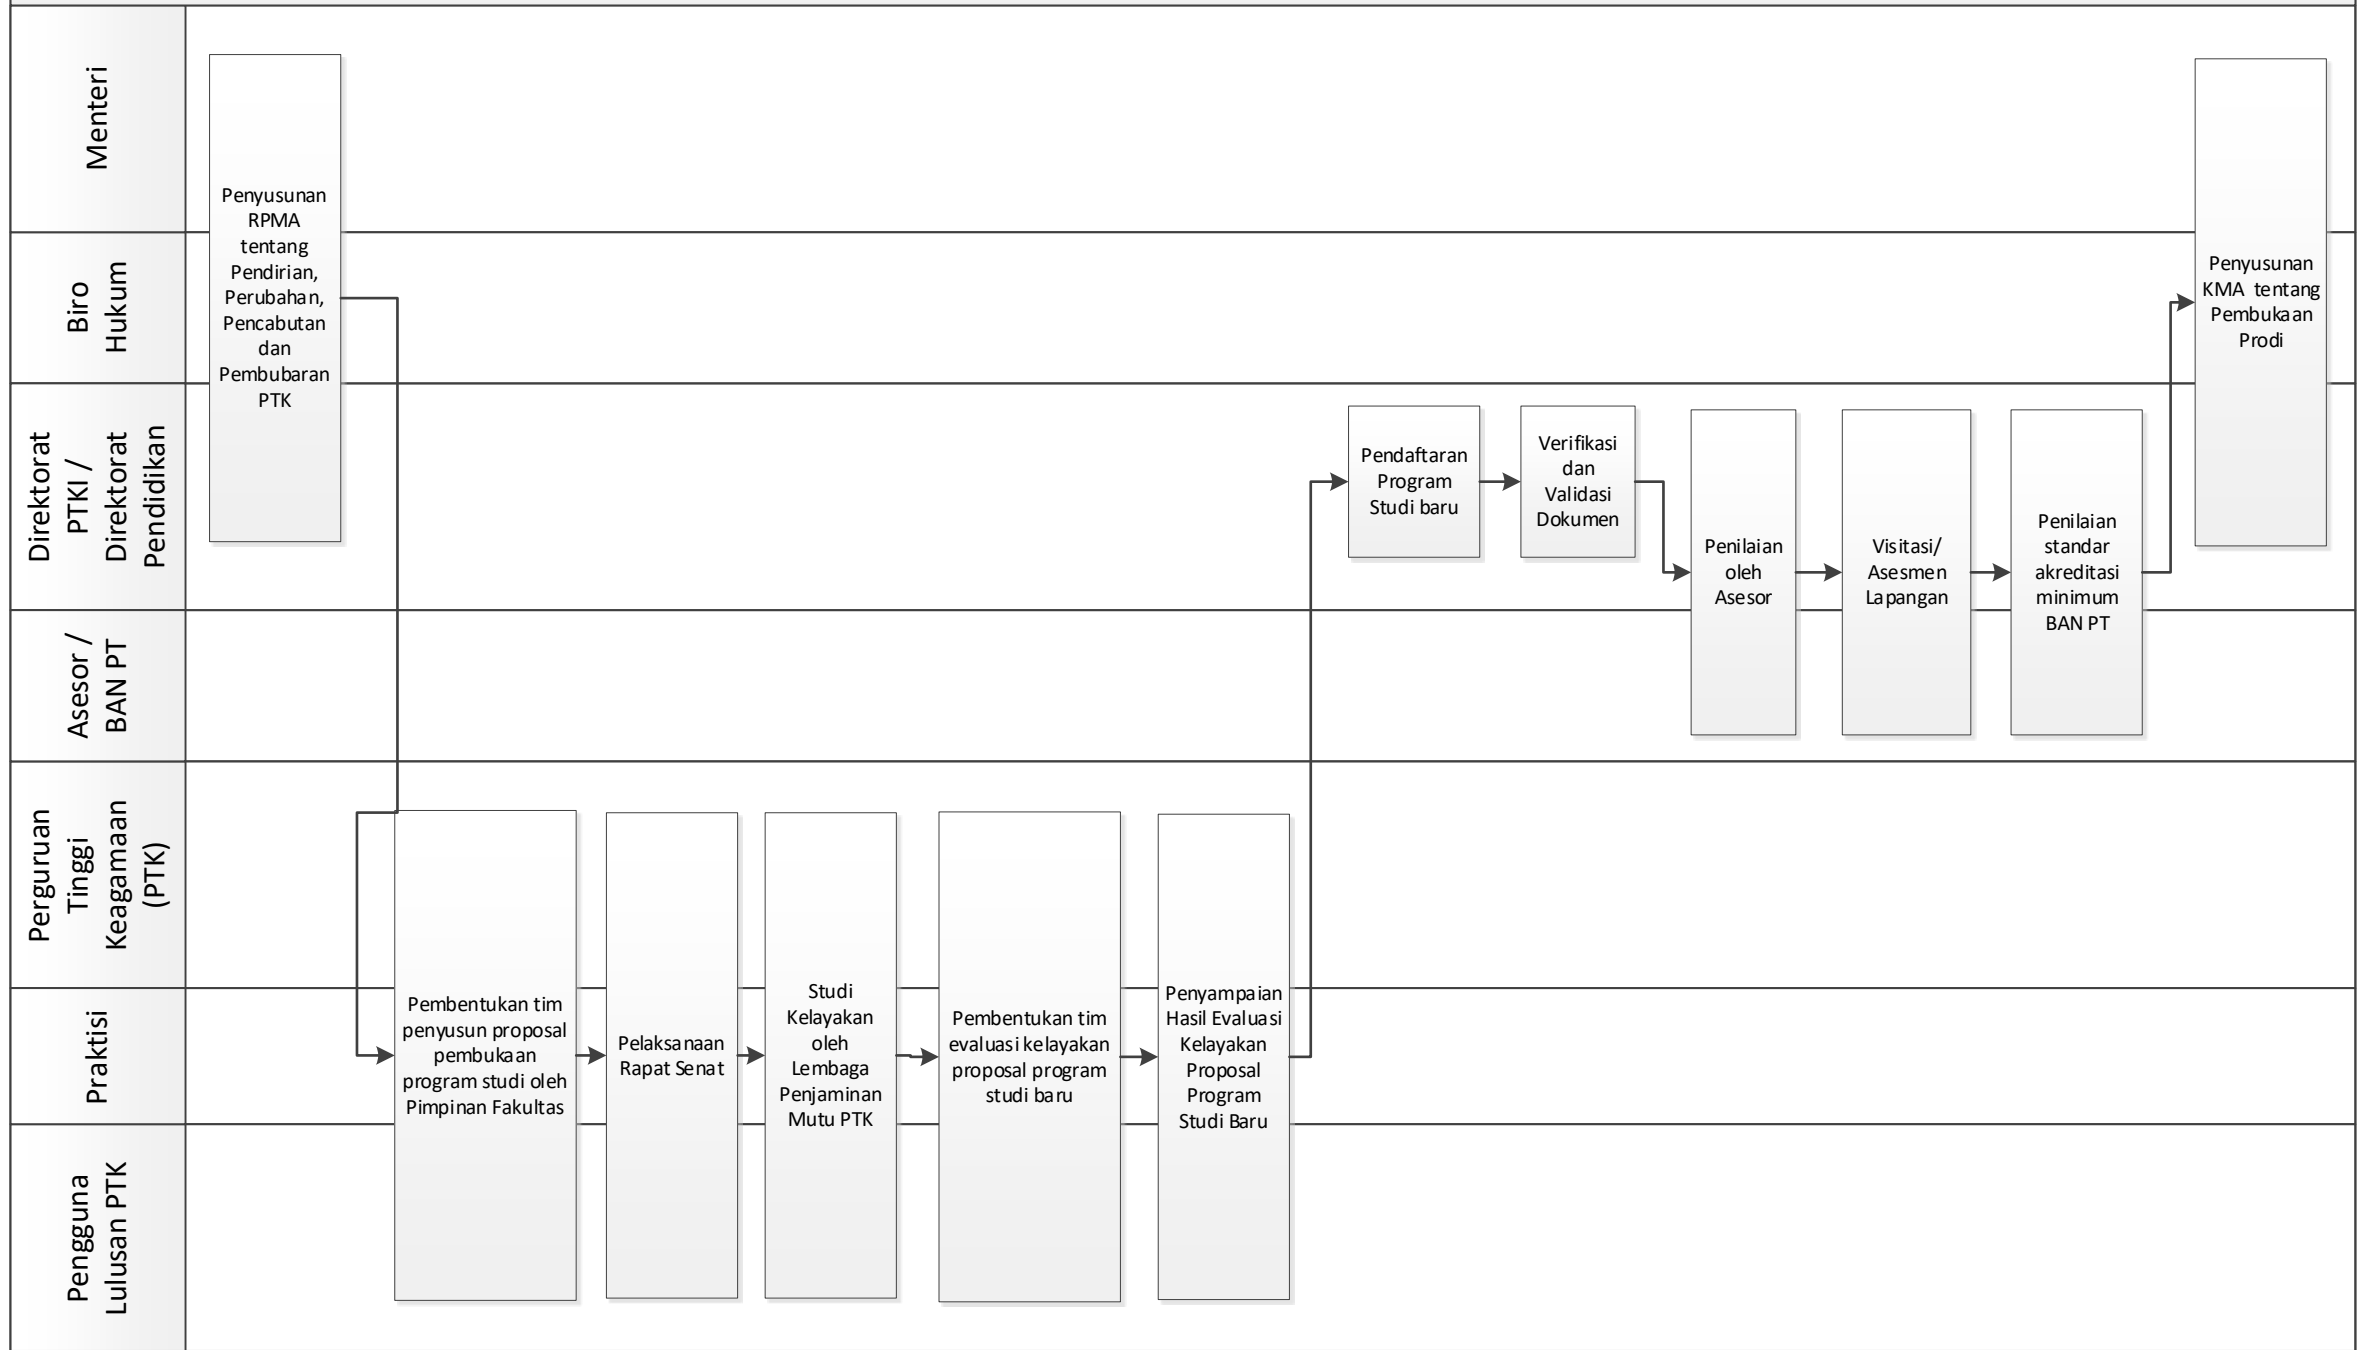 Menteri
Biro
Hukum
Direktorat
PTKI /
Direktorat
Pendidikan
Asesor /
BAN PT
Perguruan
Tinggi
Keagamaan
(PTK)
Praktisi
Pengguna
Lulusan PTK
Penyusunan
RPMA
tentang
Pendirian,
Perubahan,
Pencabutan
dan
Pembubaran
PTK
Pembentukan tim
penyusun proposal
pembukaan
program studi oleh
Pimpinan Fakultas
Pelaksanaan
Rapat Senat
Studi
Kelayakan
oleh
Lembaga
Penjaminan
Mutu PTK
Pembentukan tim
evaluasi kelayakan
proposal program
studi baru
Penyampaian
Hasil Evaluasi
Kelayakan
Proposal
Program
Studi Baru
Pendaftaran
Program
Studi baru
Verifikasi
dan
Validasi
Dokumen
Penilaian
oleh
Asesor
Visitasi/
Asesmen
Lapangan
Penilaian
standar
akreditasi
minimum
BAN PT
Penyusunan
KMA tentang
Pembukaan
Prodi